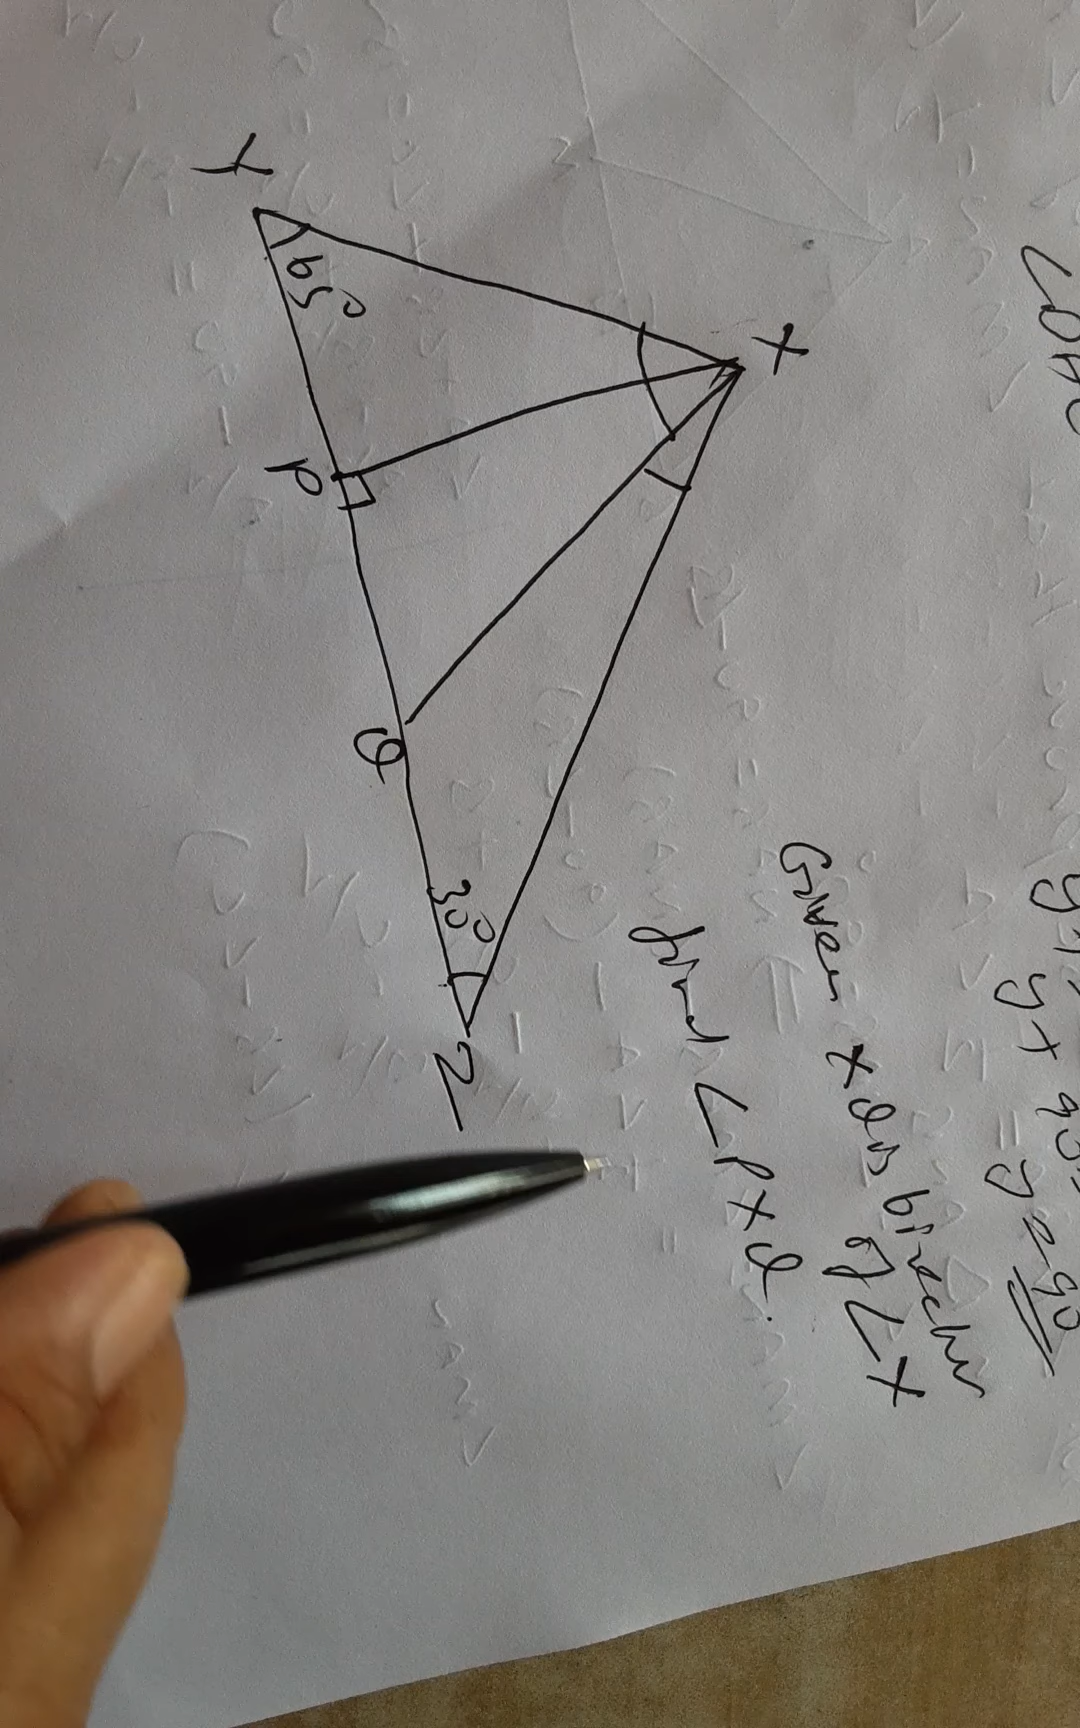 X
Y
65°
P
Q
30°
Z
Given XQ is bisector
of ∠X
find ∠PXQ.
y+
y+ 90=
= y = 90